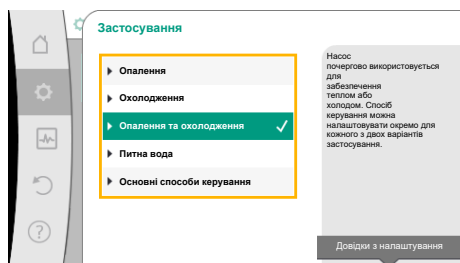 Застосування
Опалення
Охолодження
Опалення та охолодження
Питна вода
Основні способи керування
Насос
почергово використовується
для
забезпечення
теплом або
холодом. Спосіб
керування можна
налаштовувати окремо для
кожного з двох варіантів
застосування.
Довідки з налаштування